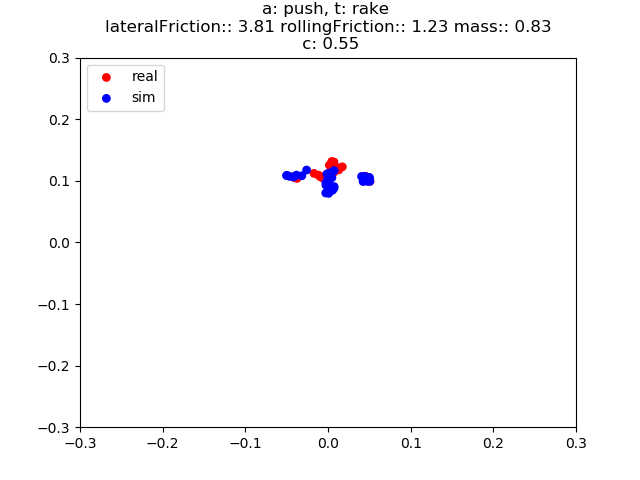 a: push, t: rake
lateralFriction:: 3.81 rollingFriction:: 1.23 mass:: 0.83
c: 0.55
real
sim
0.3
0.2
0.1
0.0
−0.1
−0.2
−0.3
−0.3 −0.2 −0.1 0.0 0.1 0.2 0.3